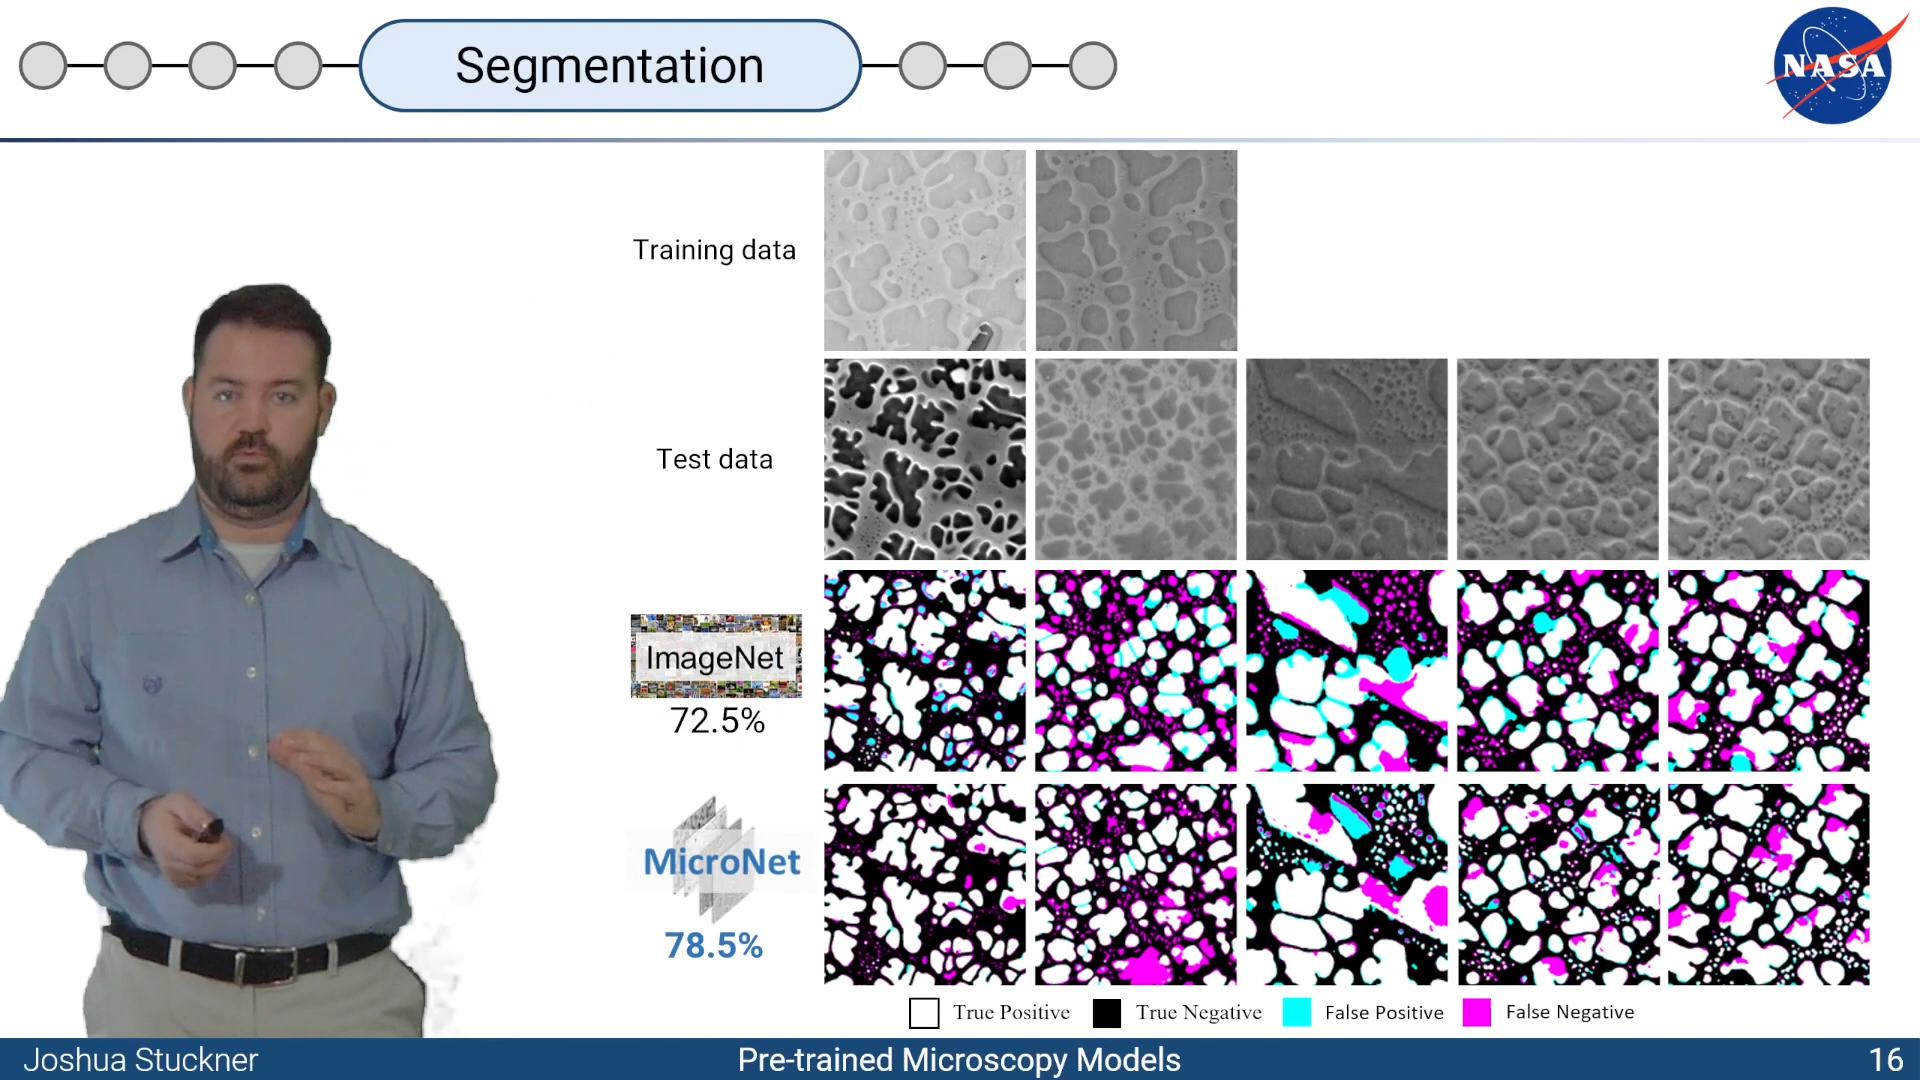 Segmentation
NASA
Training data
Test data
ImageNet
72.5%
MicroNet
78.5%
True Positive
True Negative
False Positive
False Negative
Joshua Stuckner
Pre-trained Microscopy Models
16